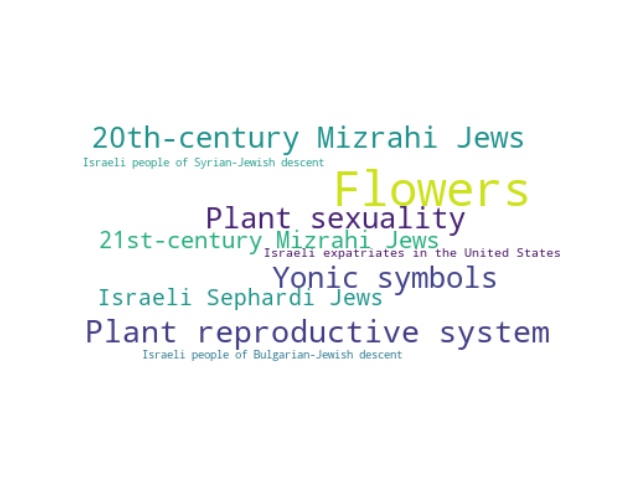 20th-century Mizrahi Jews
Israeli people of Syrian-Jewish descent
Flowers
Plant sexuality
21st-century Mizrahi Jews
Israeli expatriates in the United States
Yonic symbols
Israeli Sephardi Jews
Plant reproductive system
Israeli people of Bulgarian-Jewish descent